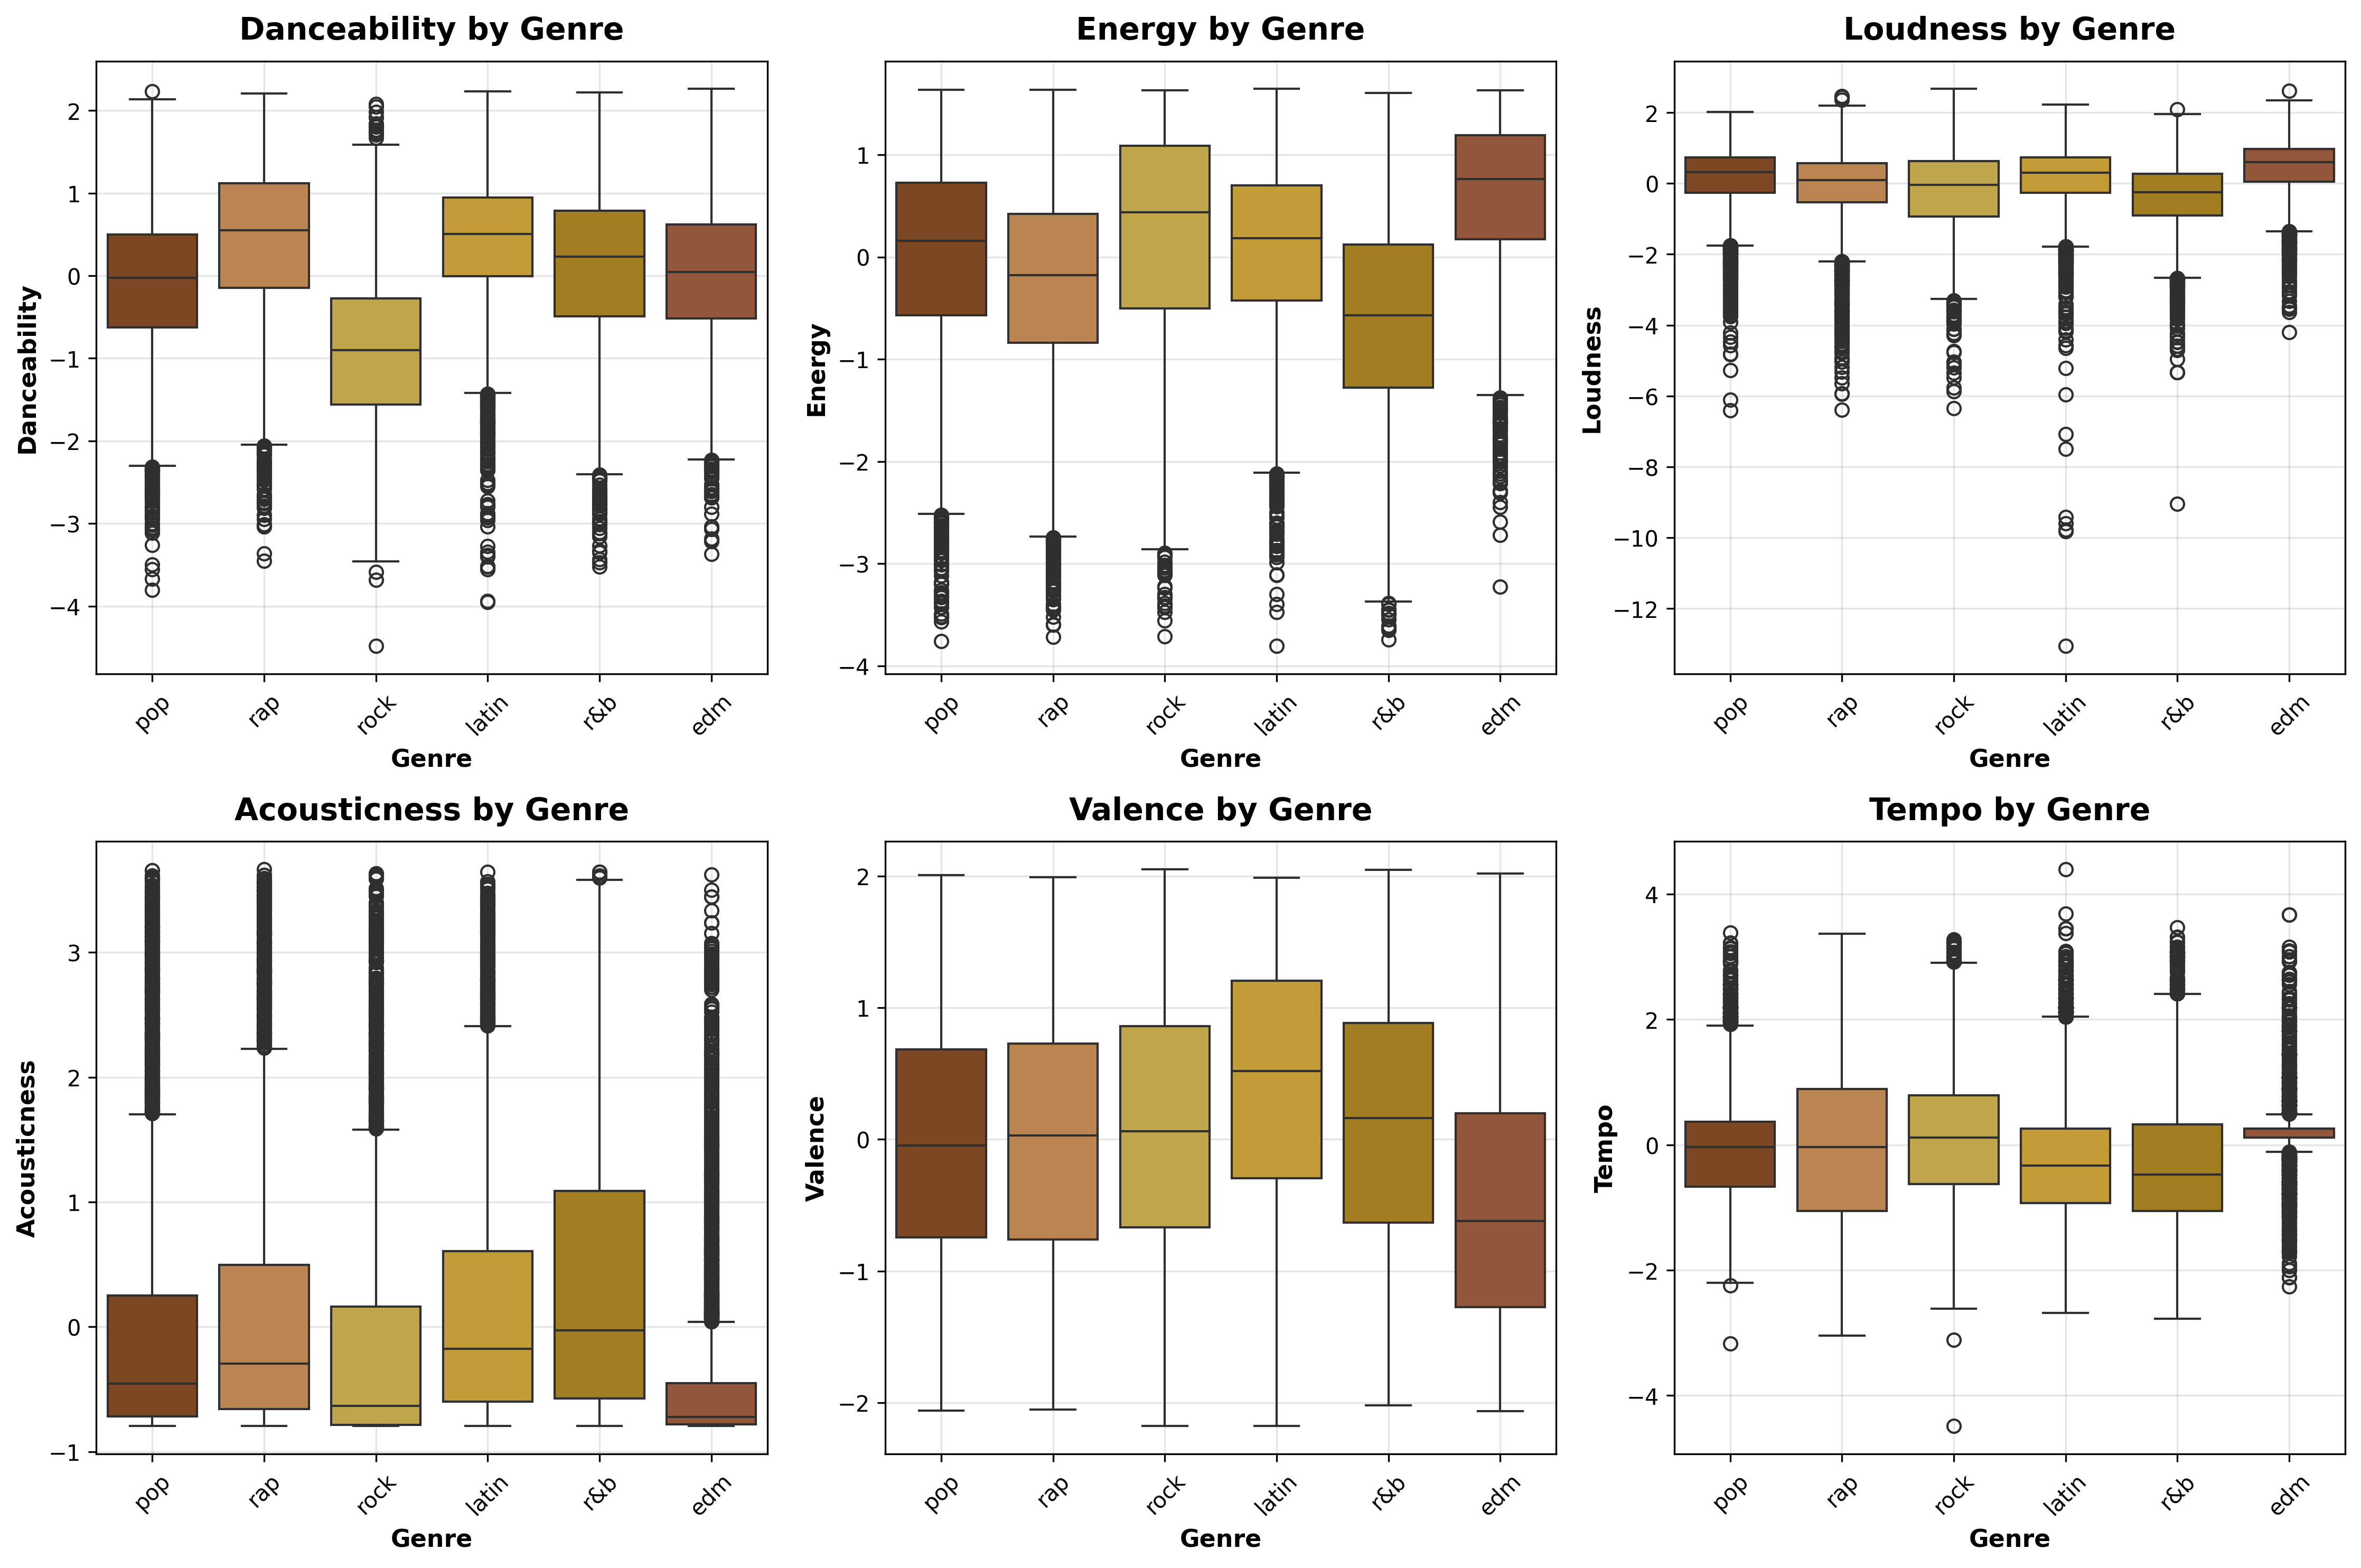 Danceability by Genre
Danceability
2
1
0
−1
−2
−3
−4
pop
rap
rock
latin
r&b
edm
Genre
Energy by Genre
Energy
1
0
−1
−2
−3
−4
pop
rap
rock
latin
r&b
edm
Genre
Loudness by Genre
Loudness
2
0
−2
−4
−6
−8
−10
−12
pop
rap
rock
latin
r&b
edm
Genre
Acousticness by Genre
Acousticness
3
2
1
0
−1
pop
rap
rock
latin
r&b
edm
Genre
Valence by Genre
Valence
2
1
0
−1
−2
pop
rap
rock
latin
r&b
edm
Genre
Tempo by Genre
Tempo
4
2
0
−2
−4
pop
rap
rock
latin
r&b
edm
Genre